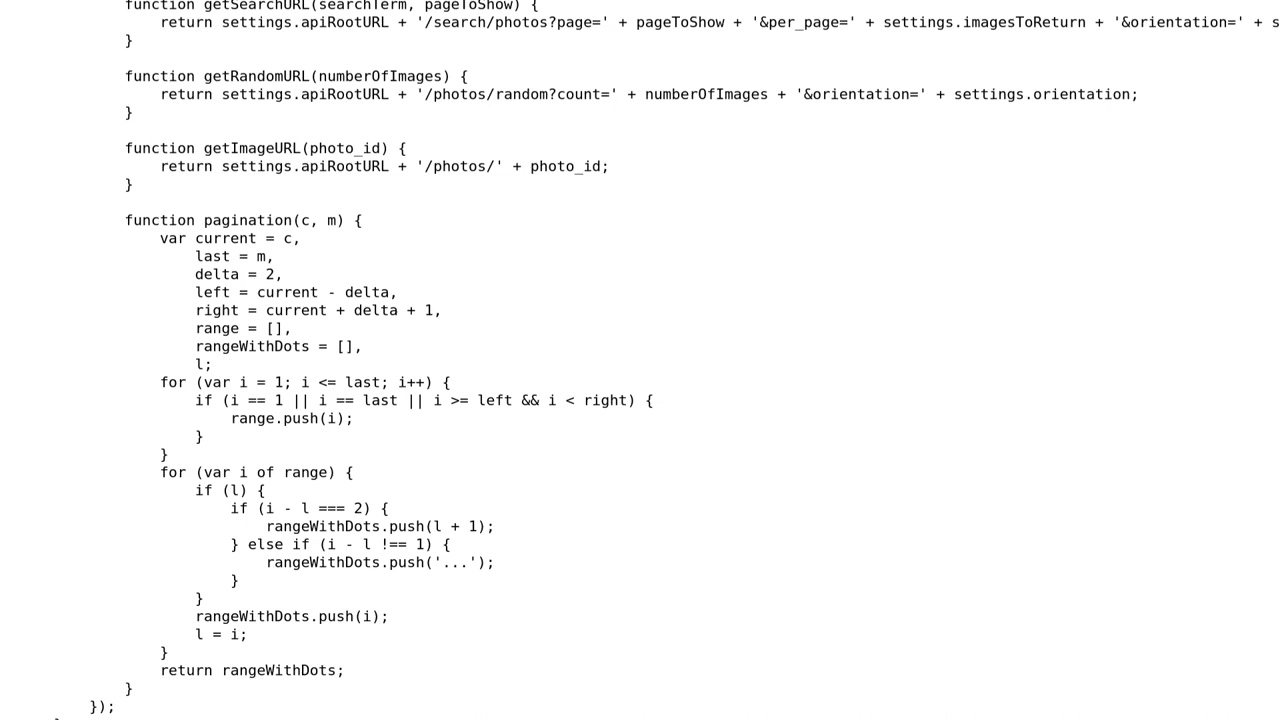 function getSearchURL(searchTerm, pageToShow) {
return settings.apiRootURL + '/search/photos?page=' + pageToShow + '&per_page=' + settings.imagesToReturn + '&orientation=' + s
}
function getRandomURL(numberOfImages) {
return settings.apiRootURL + '/photos/random?count=' + numberOfImages + '&orientation=' + settings.orientation;
}
function getImageURL(photo_id) {
return settings.apiRootURL + '/photos/' + photo_id;
}
function pagination(c, m) {
var current = c,
last = m,
delta = 2,
left = current - delta,
right = current + delta + 1,
range = [],
rangeWithDots = [],
l;
for (var i = 1; i <= last; i++) {
if (i == 1 || i == last || i >= left && i < right) {
range.push(i);
}
}
for (var i of range) {
if (l) {
if (i - l === 2) {
rangeWithDots.push(l + 1);
} else if (i - l !== 1) {
rangeWithDots.push('...');
}
}
rangeWithDots.push(i);
l = i;
}
return rangeWithDots;
}
});